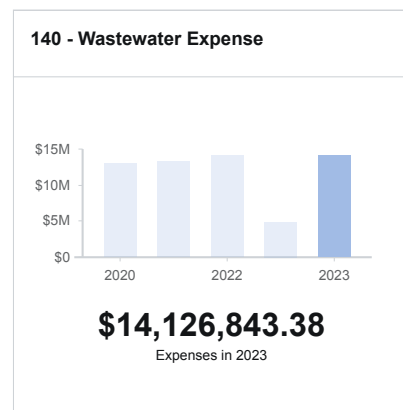 140 - Wastewater Expense
$15M
$10M
$5M
$0
2020 2022 2023
$14,126,843.38
Expenses in 2023